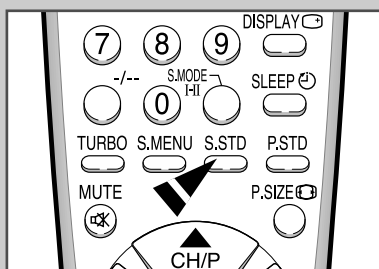 DISPLAY
7 8 9
-/-- S.MODE SLEEP
I-II
0
TURBO S.MENU S.STD P.STD
MUTE P.SIZE
CH/P